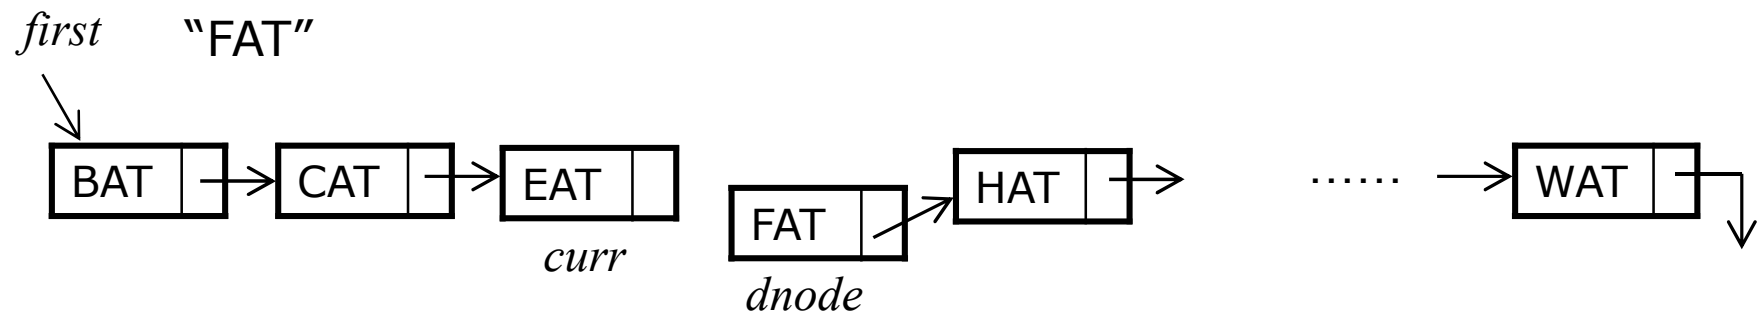 first “FAT”
BAT CAT EAT FAT HAT ...... WAT
curr
dnode